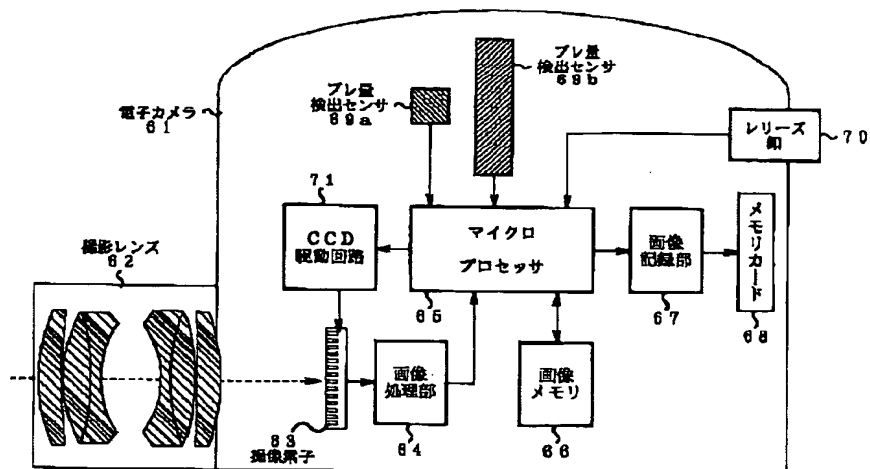 ブレ量
検出センサ
69b
ブレ量
検出センサ
69a
電子カメラ
61
レリーズ
釦
70
71
CCD
駆動回路
マイクロ
プロセッサ
65
画像
記録部
67
メモリカード
68
撮影レンズ
62
画像
処理部
64
画像
メモリ
66
63
撮像素子